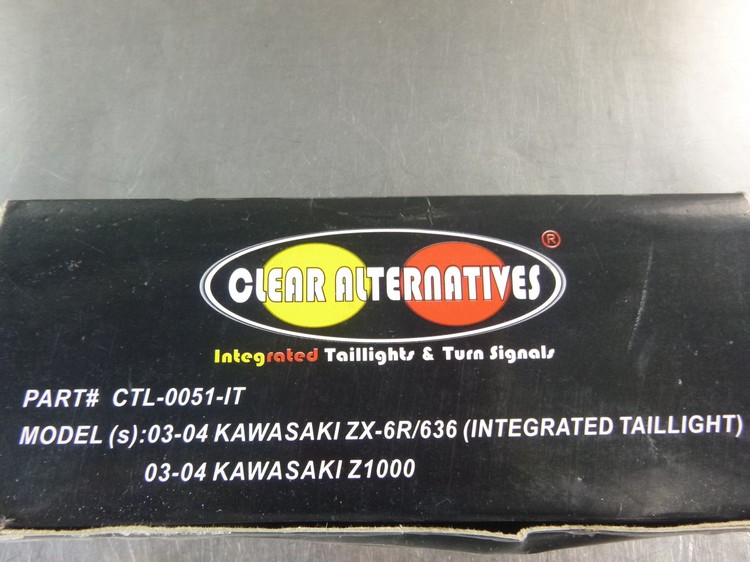 CLEAR ALTERNATIVES ®
Integrated Taillights & Turn Signals
PART# CTL-0051-IT
MODEL (s):03-04 KAWASAKI ZX-6R/636 (INTEGRATED TAILLIGHT)
03-04 KAWASAKI Z1000